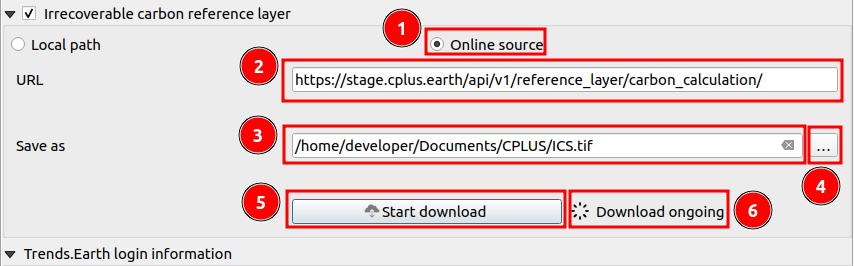 Irrecoverable carbon reference layer
1
Local path
Online source
2
URL
https://stage.cplus.earth/api/v1/reference_layer/carbon_calculation/
3
Save as
/home/developer/Documents/CPLUS/ICS.tif
...
4
5
Start download
Download ongoing
6
Trends.Earth login information